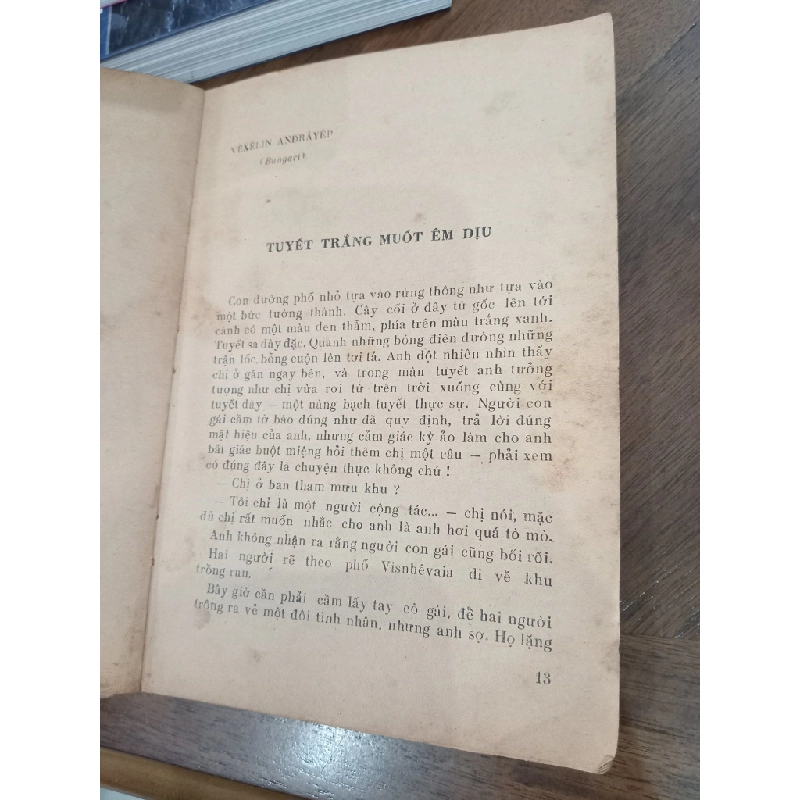 VÊXÊLIN ANĐRÂYÉP
(Bungari)
TUYẾT TRẮNG MUỐT ÊM DỊU
Con đường phố nhỏ tựa vào rừng thông như tựa vào
một bức tường thành. Cây cối ở đây từ gốc lên tới
cành có một màu đen thẫm, phía trên màu trắng xanh.
Tuyết sa dày đặc. Quanh những bóng điện đường những
trận lốc bỗng cuộn lên tơi tả. Anh đột nhiên nhìn thấy
chị ở gần ngay bên, và trong màn tuyết anh tưởng
tượng như chị vừa rơi từ trên trời xuống cùng với
tuyết đấy — một nàng bạch tuyết thực sự. Người con
gái cầm tờ báo đúng như đã quy định, trả lời đúng
mật hiệu của anh, nhưng cảm giác kỳ ảo làm cho anh
bất giác buột miệng hỏi thêm chị một câu — phải xem
có đúng đây là chuyện thực không chứ !
— Chị ở ban tham mưu khu ?
— Tôi chỉ là một người cộng tác... — chị nói, mặc
dù chị rất muốn nhắc cho anh là anh hơi quá tò mò.
Anh không nhận ra rằng người con gái cũng bối rối.
Hai người rẽ theo phố Visnhêvaia đi về khu
trồng rau.
Bây giờ cần phải cầm lấy tay cô gái, để hai người
trông ra vẻ một đôi tình nhân, nhưng anh sợ. Họ lặng
13